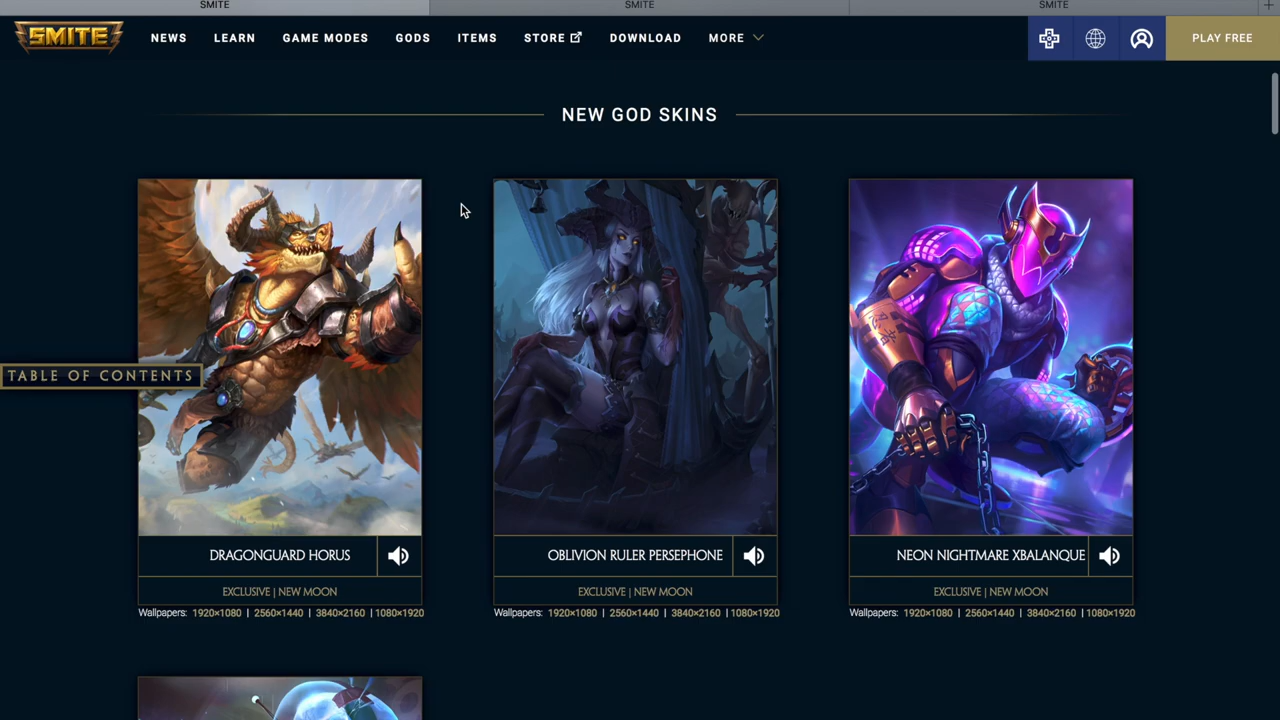 SMITE
SMITE
SMITE
SMITE
NEWS
LEARN
GAME MODES
GODS
ITEMS
STORE
DOWNLOAD
MORE
PLAY FREE
NEW GOD SKINS
TABLE OF CONTENTS
DRAGONGUARD HORUS
OBLIVION RULER PERSEPHONE
NEON NIGHTMARE XBALANQUE
EXCLUSIVE | NEW MOON
EXCLUSIVE | NEW MOON
EXCLUSIVE | NEW MOON
Wallpapers: 1920×1080 | 2560×1440 | 3840×2160 | 1080×1920
Wallpapers: 1920×1080 | 2560×1440 | 3840×2160 | 1080×1920
Wallpapers: 1920×1080 | 2560×1440 | 3840×2160 | 1080×1920